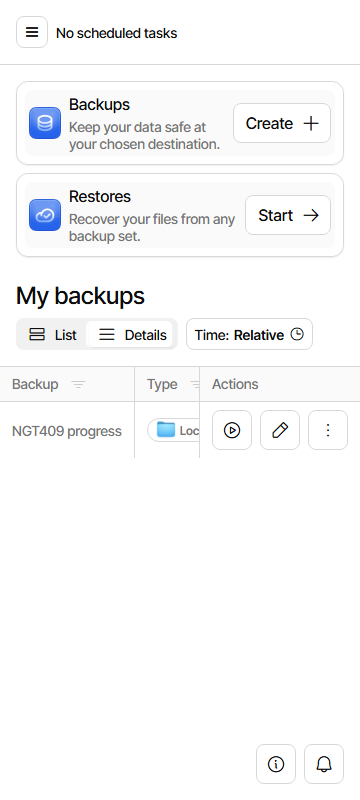 No scheduled tasks
Backups
Keep your data safe at
your chosen destination.
Create
Restores
Recover your files from any
backup set.
Start
My backups
List
Details
Time: Relative
Backup
Type
Actions
NGT409 progress
Loc